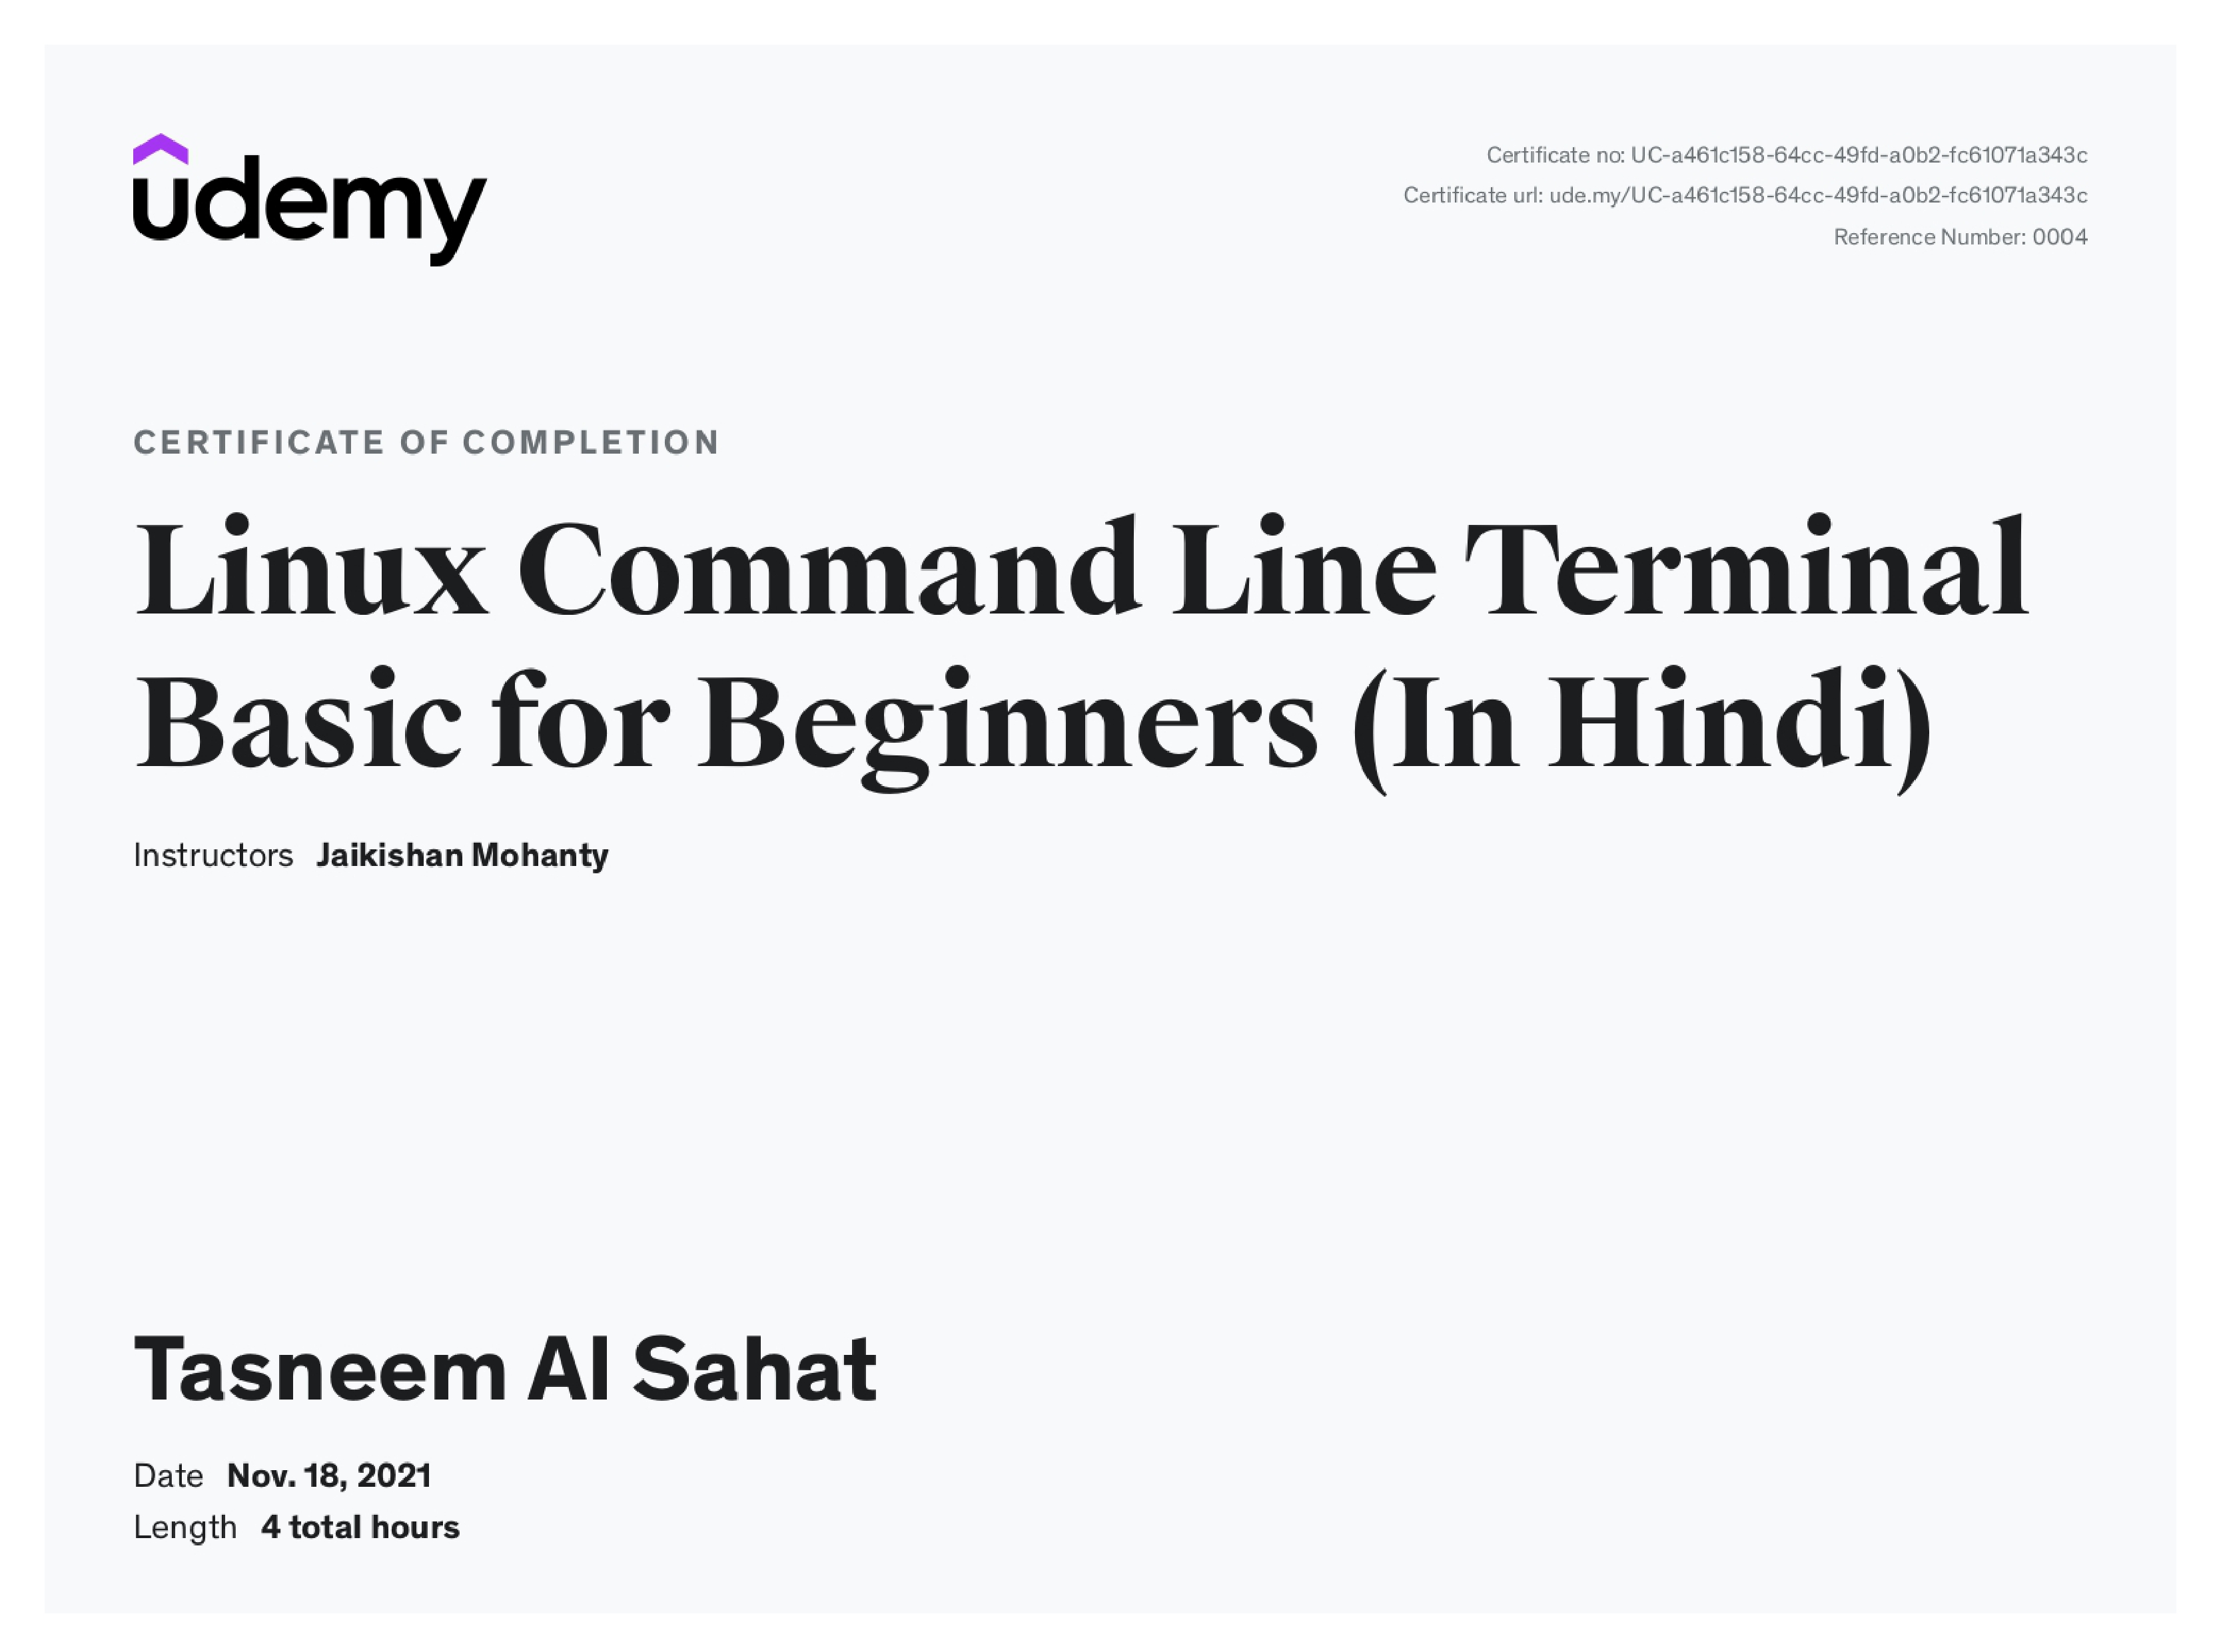 udemy
Certificate no: UC-a461c158-64cc-49fd-a0b2-fc61071a343c
Certificate url: ude.my/UC-a461c158-64cc-49fd-a0b2-fc61071a343c
Reference Number: 0004
CERTIFICATE OF COMPLETION
Linux Command Line Terminal
Basic for Beginners (In Hindi)
Instructors Jaikishan Mohanty
Tasneem Al Sahat
Date Nov. 18, 2021
Length 4 total hours